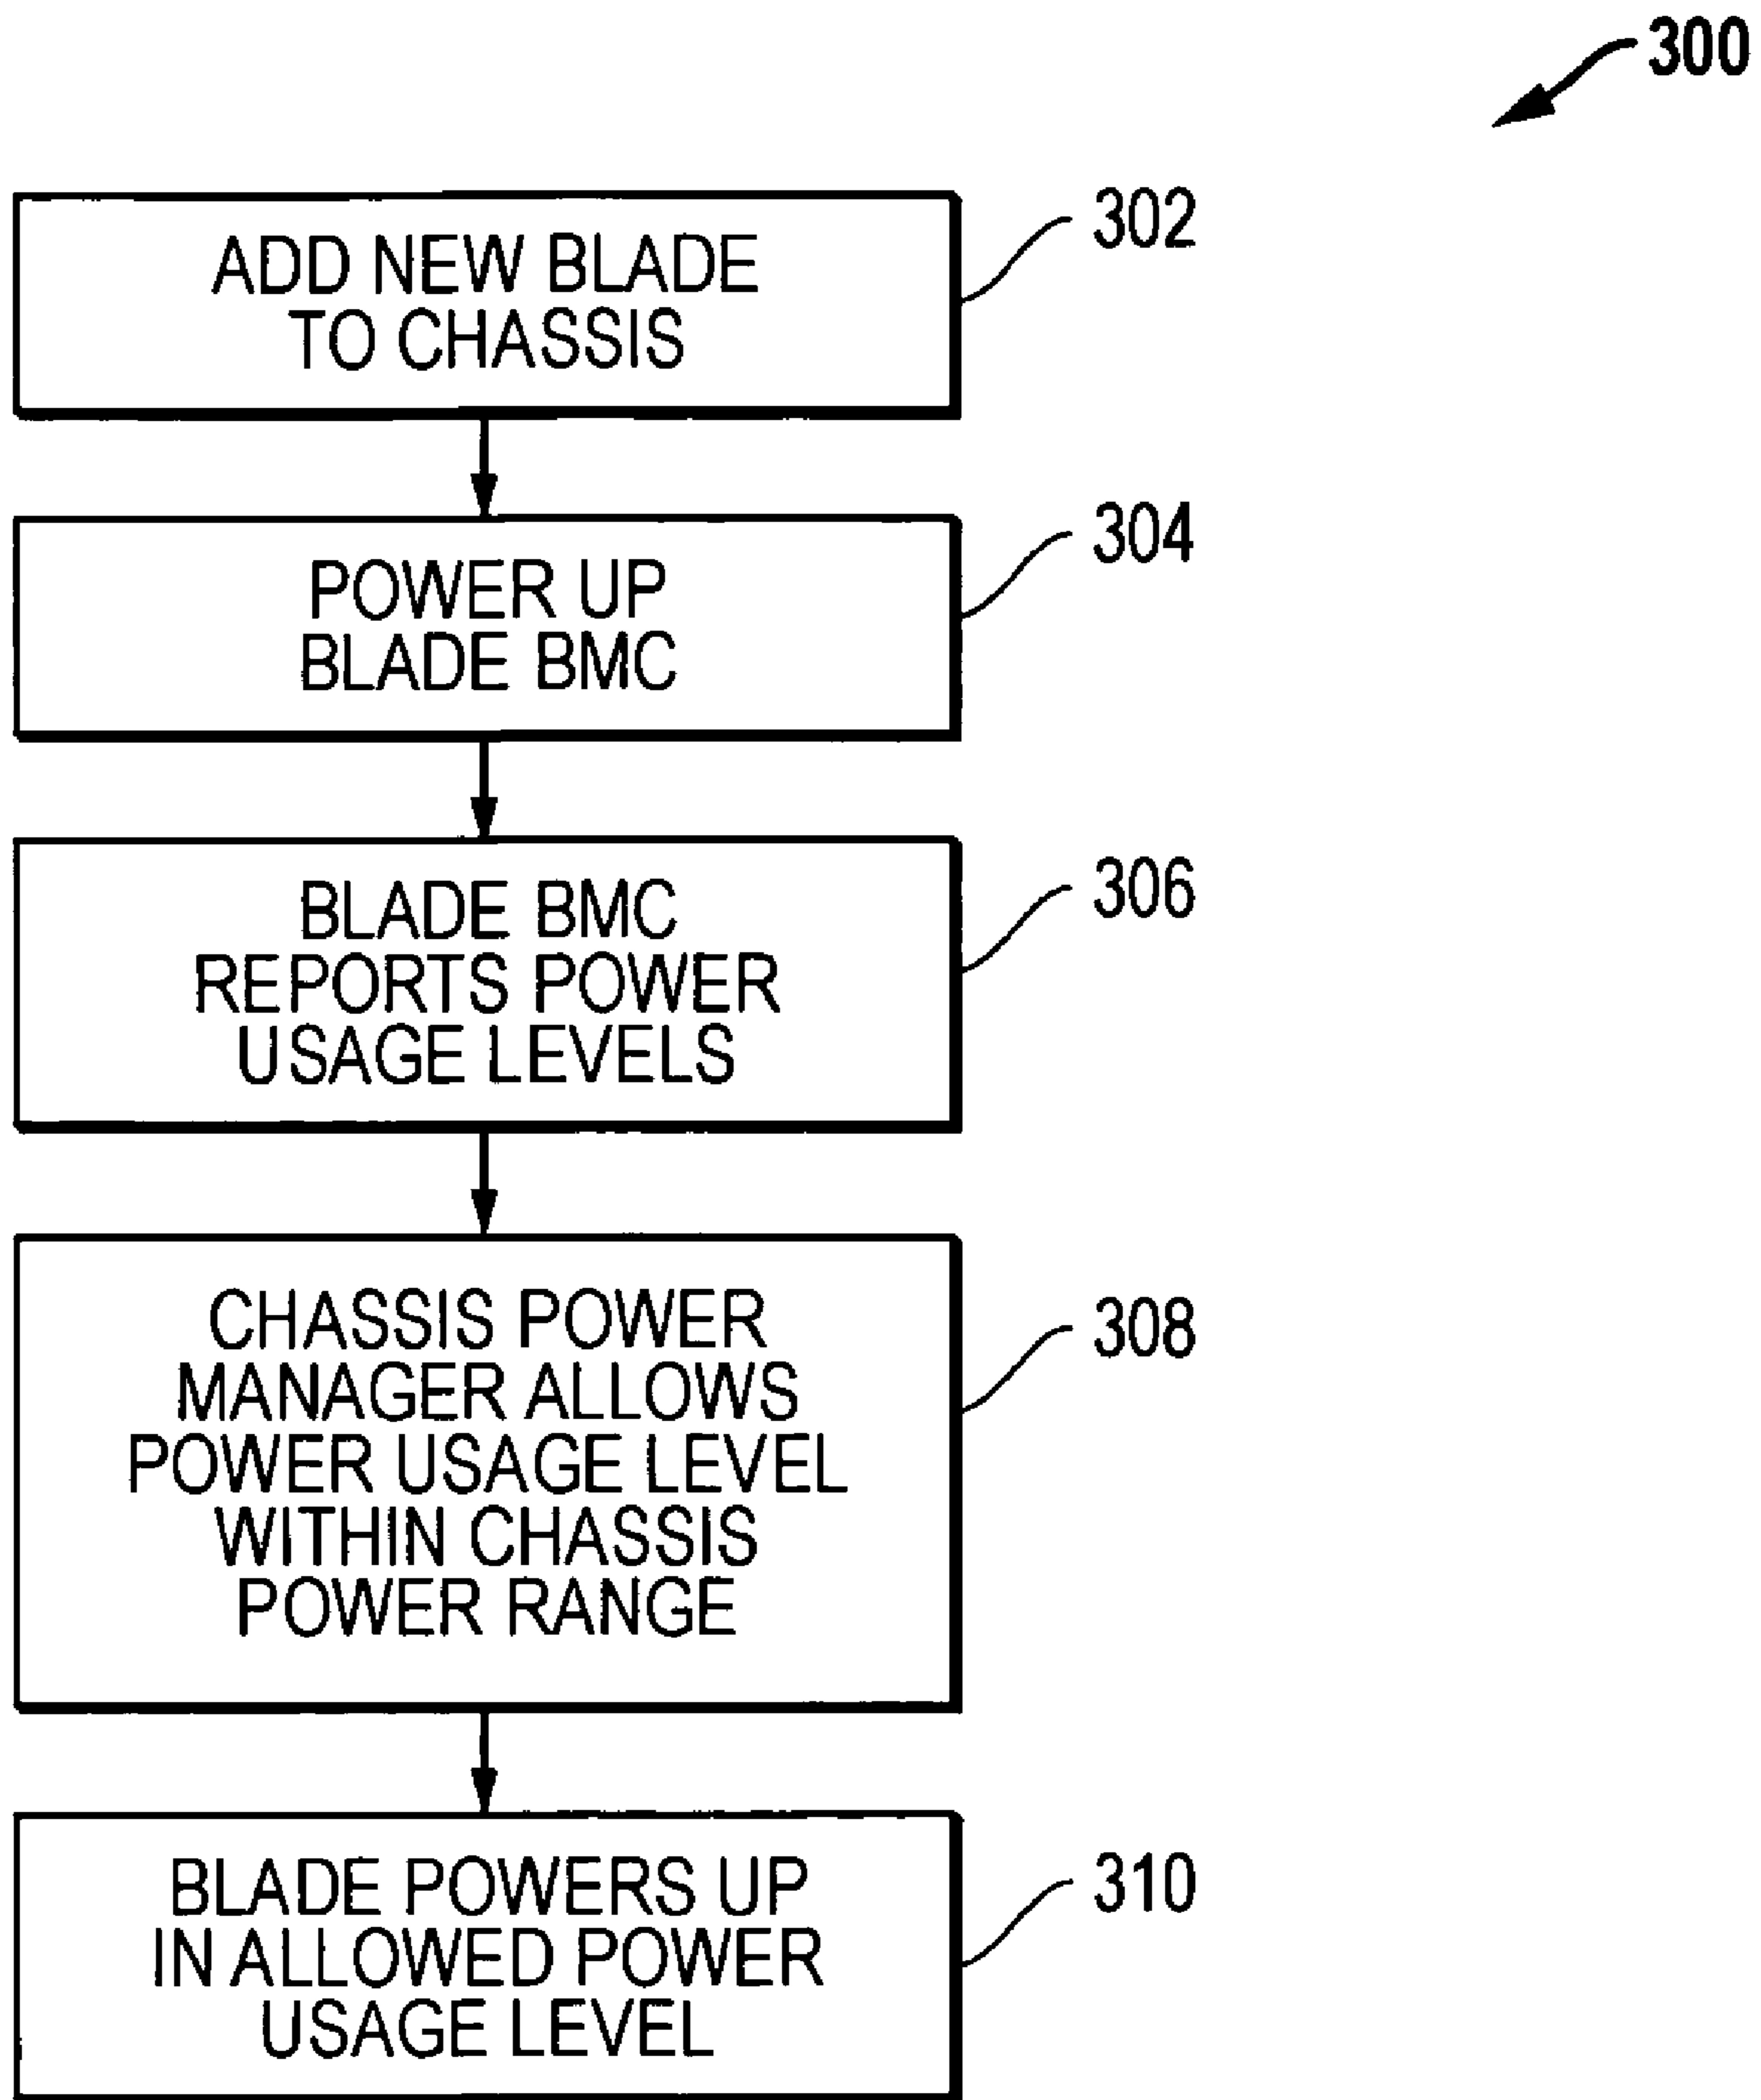 300
302
ADD NEW BLADE
TO CHASSIS
304
POWER UP
BLADE BMC
306
BLADE BMC
REPORTS POWER
USAGE LEVELS
308
CHASSIS POWER
MANAGER ALLOWS
POWER USAGE LEVEL
WITHIN CHASSIS
POWER RANGE
310
BLADE POWERS UP
IN ALLOWED POWER
USAGE LEVEL